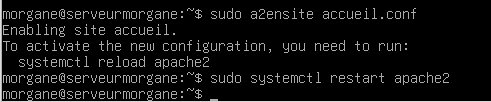 morgane@serveurmorgane:~$ sudo a2ensite accueil.conf
Enabling site accueil.
To activate the new configuration, you need to run:
  systemctl reload apache2
morgane@serveurmorgane:~$ sudo systemctl restart apache2
morgane@serveurmorgane:~$ _